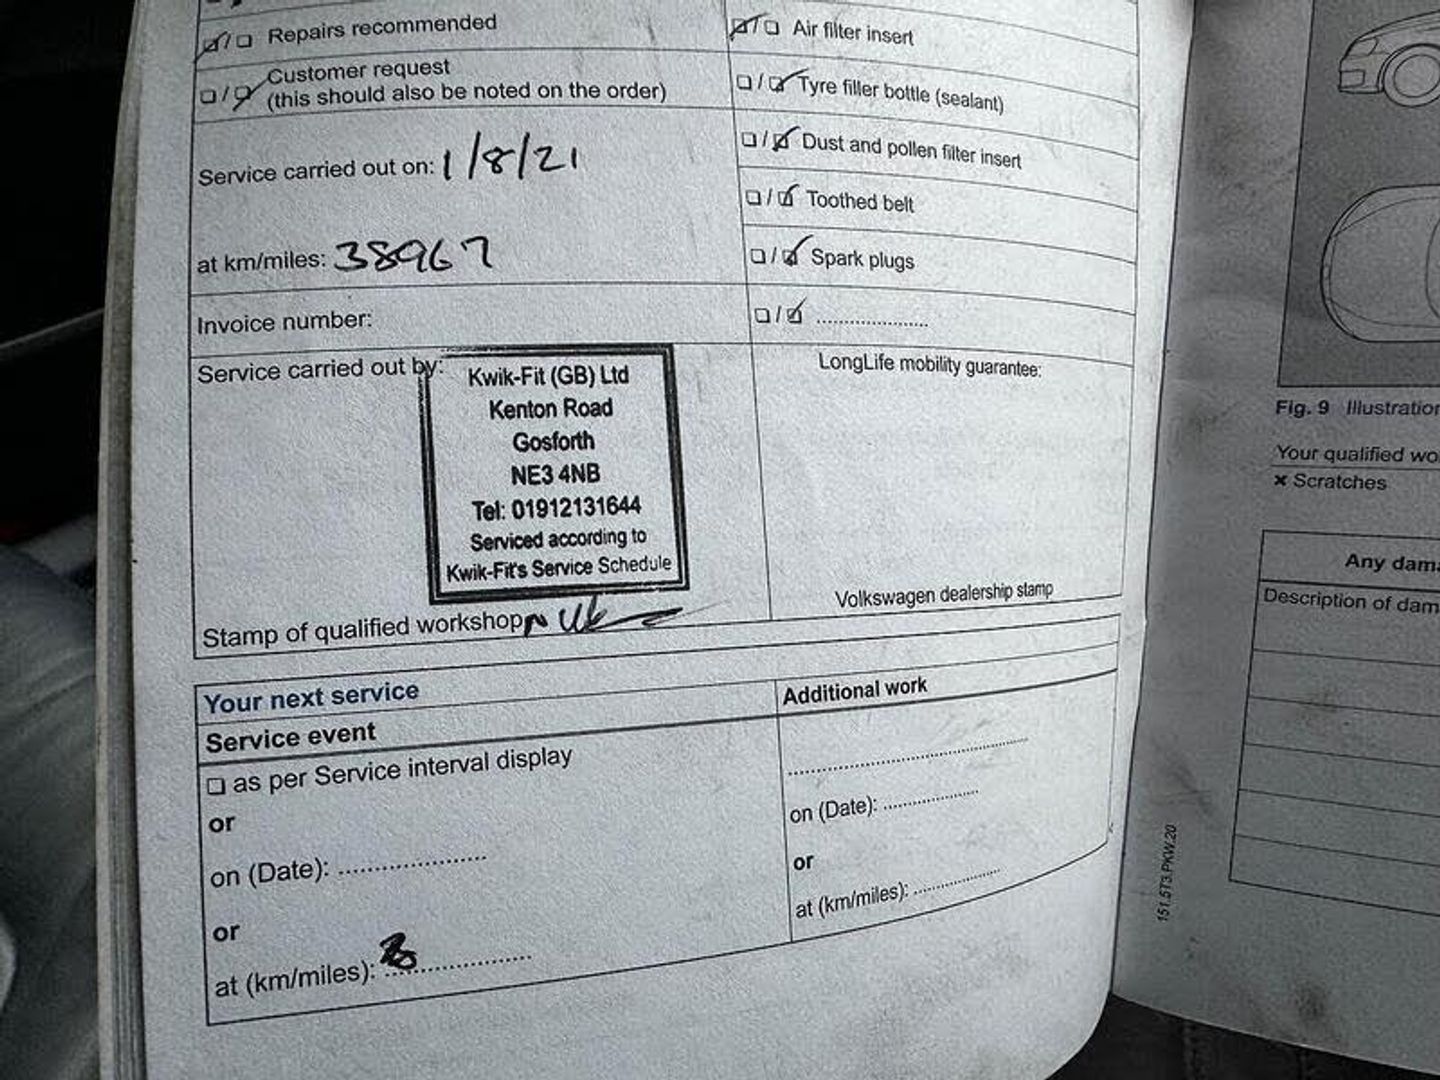 Repairs recommended
Customer request
(this should also be noted on the order)
Service carried out on: 1/8/21
at km/miles: 38967
Invoice number:
Service carried out by:
Kwik-Fit (GB) Ltd
Kenton Road
Gosforth
NE3 4NB
Tel: 01912131644
Serviced according to
Kwik-Fit's Service Schedule
Stamp of qualified workshop
Air filter insert
Tyre filler bottle (sealant)
Dust and pollen filter insert
Toothed belt
Spark plugs
LongLife mobility guarantee:
Volkswagen dealership stamp
Your next service
Service event
as per Service interval display
or
on (Date):
or
at (km/miles):
Additional work
on (Date):
or
at (km/miles):
151.5T3.PKW.20
Fig. 9 Illustration
Your qualified wo
× Scratches
Any dama
Description of dam